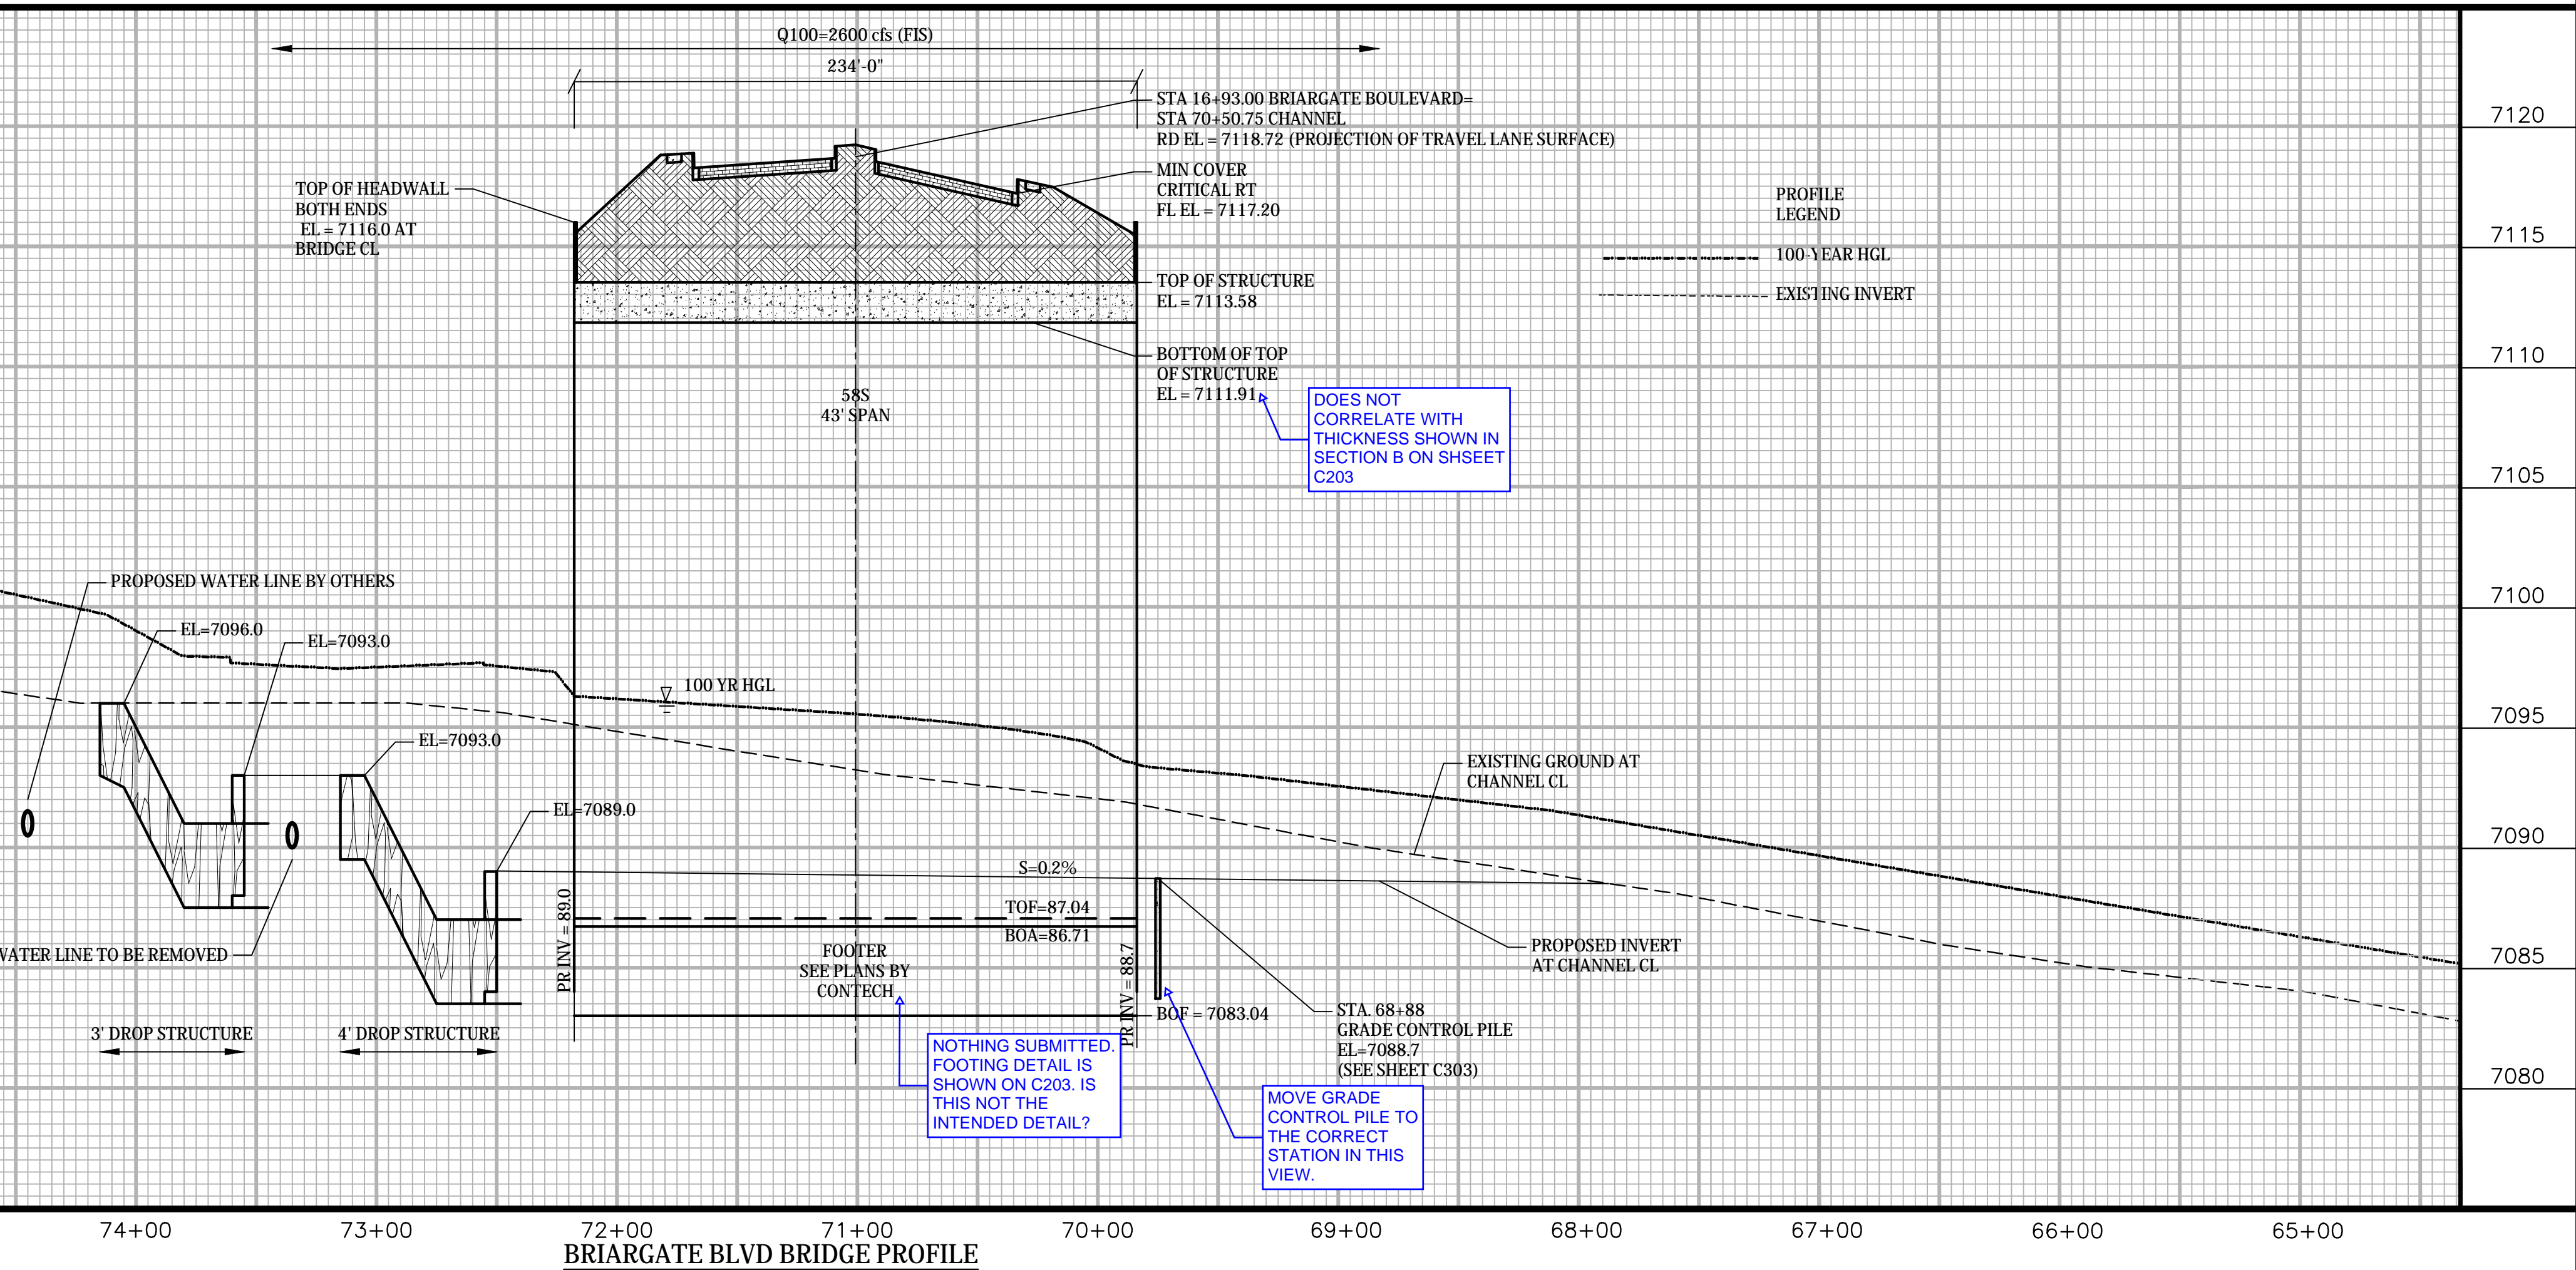 Q100=2600 cfs (FIS)
234'-0"
STA 16+93.00 BRIARGATE BOULEVARD=
STA 70+50.75 CHANNEL
RD EL = 7118.72 (PROJECTION OF TRAVEL LANE SURFACE)
MIN COVER
CRITICAL RT
FL EL = 7117.20
TOP OF HEADWALL
BOTH ENDS
EL = 7116.0 AT
BRIDGE CL
PROFILE
LEGEND
100-YEAR HGL
EXISTING INVERT
TOP OF STRUCTURE
EL = 7113.58
BOTTOM OF TOP
OF STRUCTURE
EL = 7111.91
58S
43' SPAN
DOES NOT
CORRELATE WITH
THICKNESS SHOWN IN
SECTION B ON SHSEET
C203
PROPOSED WATER LINE BY OTHERS
EL=7096.0
EL=7093.0
100 YR HGL
EL=7093.0
EL=7089.0
EXISTING GROUND AT
CHANNEL CL
S=0.2%
TOF=87.04
BOA=86.71
PR INV = 89.0
PR INV = 88.7
FOOTER
SEE PLANS BY
CONTECH
WATER LINE TO BE REMOVED
PROPOSED INVERT
AT CHANNEL CL
BOF = 7083.04
STA. 68+88
GRADE CONTROL PILE
EL=7088.7
(SEE SHEET C303)
3' DROP STRUCTURE
4' DROP STRUCTURE
NOTHING SUBMITTED.
FOOTING DETAIL IS
SHOWN ON C203. IS
THIS NOT THE
INTENDED DETAIL?
MOVE GRADE
CONTROL PILE TO
THE CORRECT
STATION IN THIS
VIEW.
7120
7115
7110
7105
7100
7095
7090
7085
7080
74+00 73+00 72+00 71+00 70+00 69+00 68+00 67+00 66+00 65+00
BRIARGATE BLVD BRIDGE PROFILE